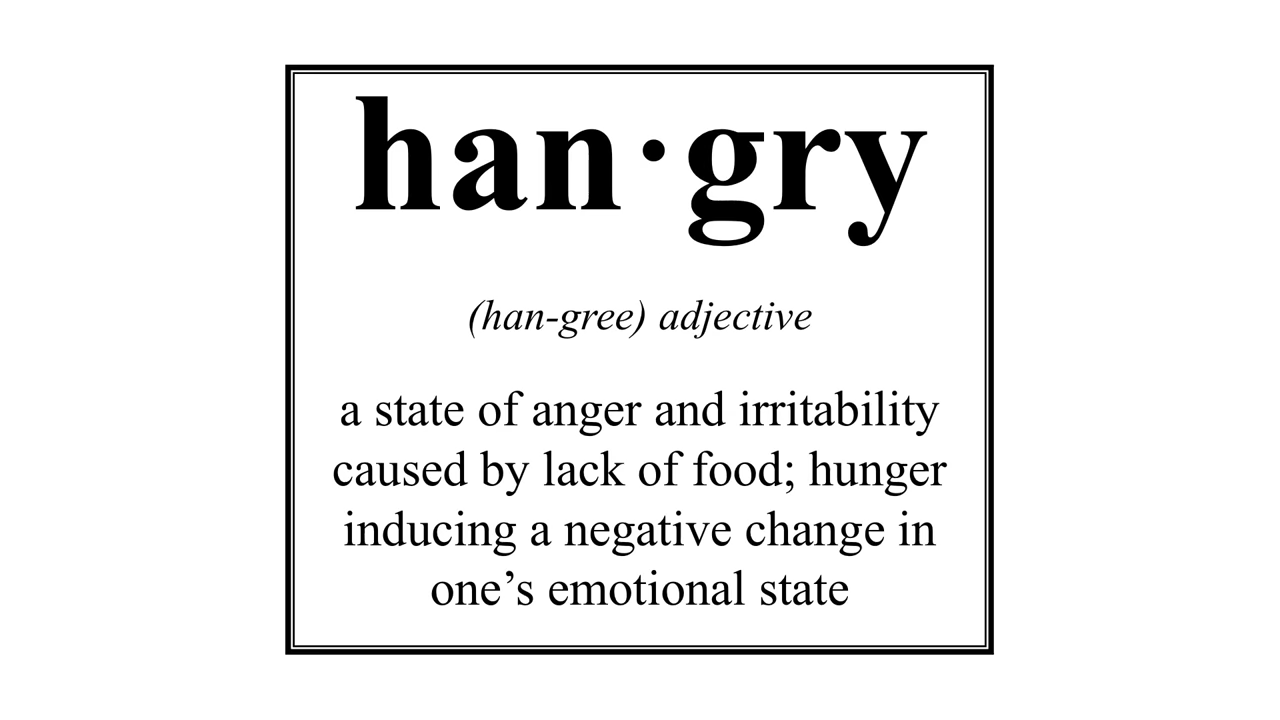 han·gry
(han-gree) adjective
a state of anger and irritability
caused by lack of food; hunger
inducing a negative change in
one’s emotional state